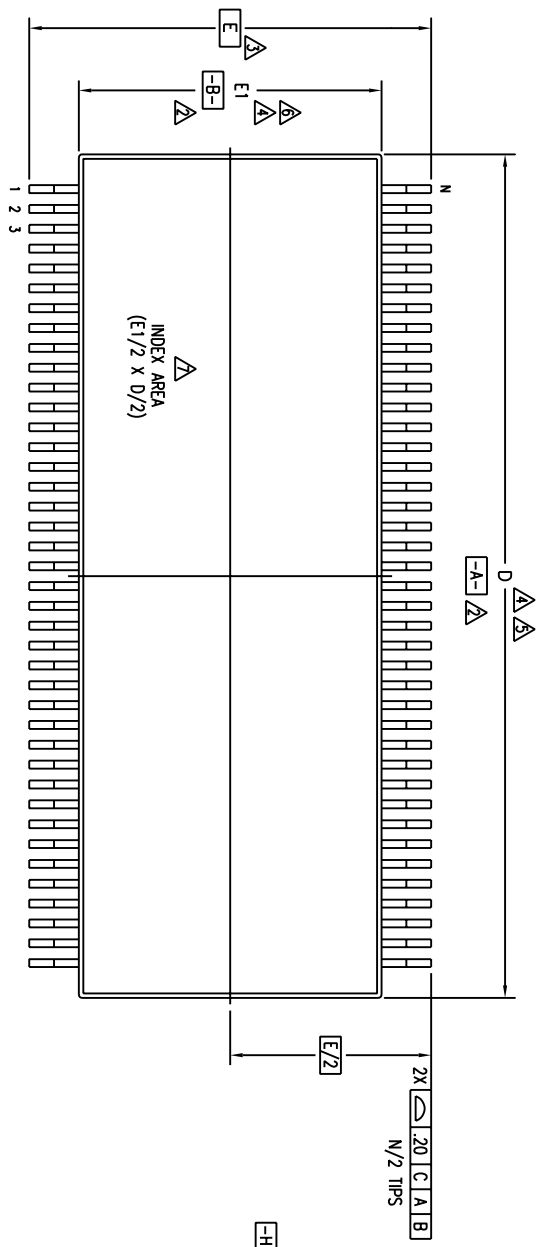 E
3
-B-
E1
2
4
6
1
2
3
N
7
INDEX AREA
(E1/2 X D/2)
D
4
5
-A-
2
E/2
2X
.20 C A B
N/2 TIPS
-H